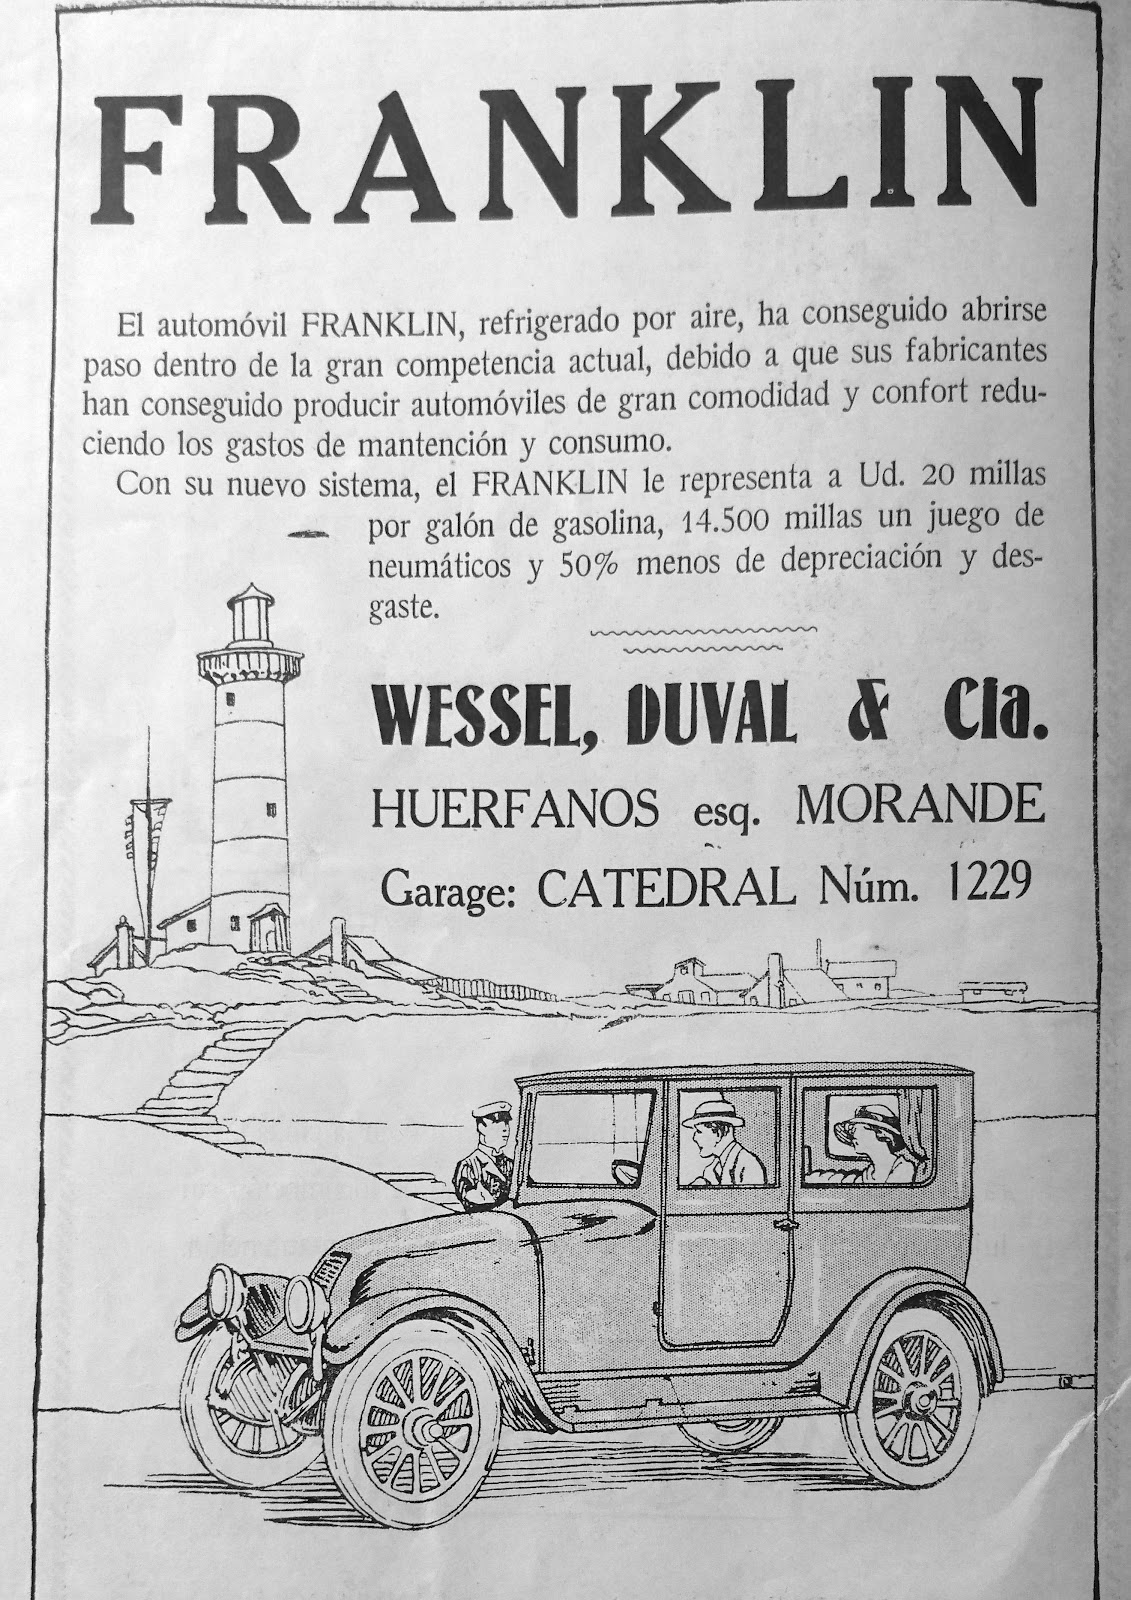 FRANKLIN
El automóvil FRANKLIN, refrigerado por aire, ha conseguido abrirse
paso dentro de la gran competencia actual, debido a que sus fabricantes
han conseguido producir automóviles de gran comodidad y confort redu-
ciendo los gastos de mantención y consumo.
Con su nuevo sistema, el FRANKLIN le representa a Ud. 20 millas
por galón de gasolina, 14.500 millas un juego de
neumáticos y 50% menos de depreciación y des-
gaste.
WESSEL, DUVAL & Cia.
HUERFANOS esq. MORANDE
Garage: CATEDRAL Núm. 1229